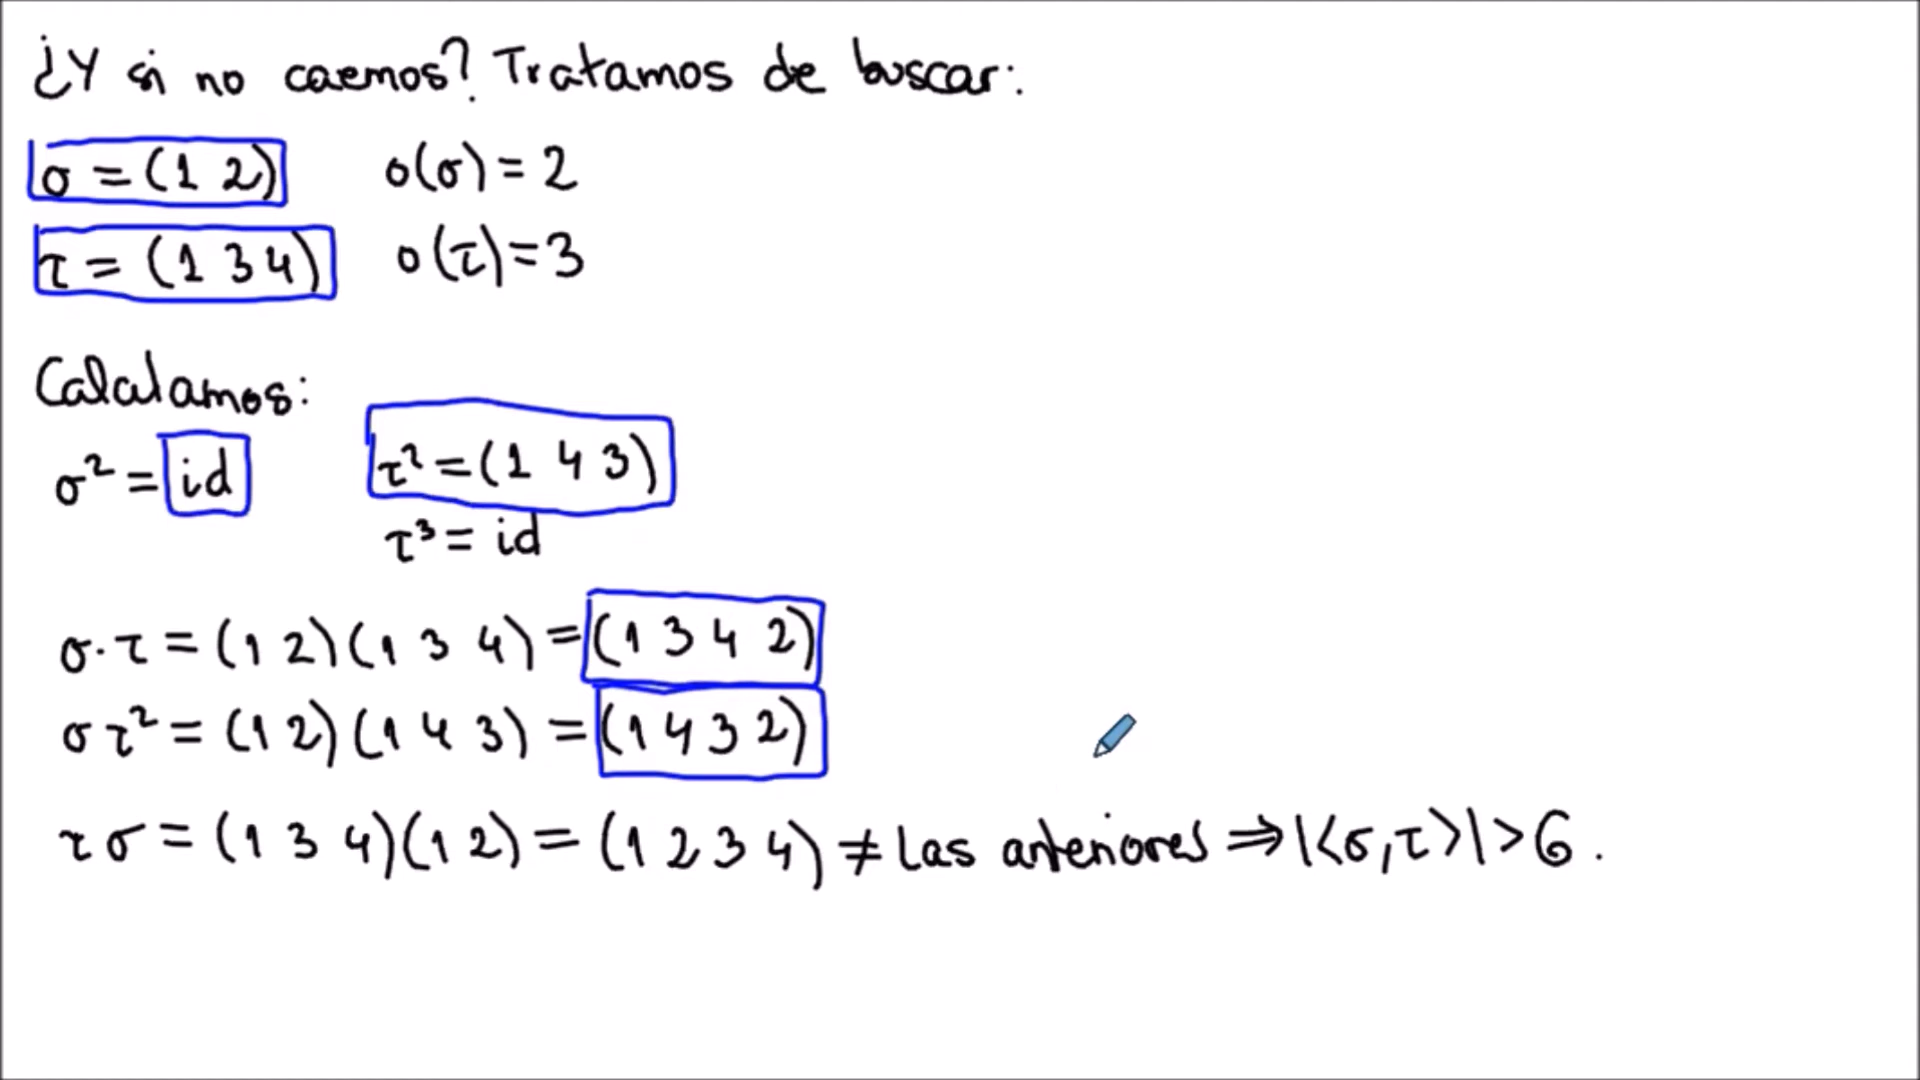 ¿Y si no caemos? Tratamos de buscar:
σ = (1 2) o(σ) = 2
τ = (1 3 4) o(τ) = 3
Calculamos:
σ² = id τ² = (1 4 3)
τ³ = id
σ·τ = (1 2)(1 3 4) = (1 3 4 2)
στ² = (1 2)(1 4 3) = (1 4 3 2)
τσ = (1 3 4)(1 2) = (1 2 3 4) ≠ Las anteriores ⇒ |<σ,τ>| > 6.